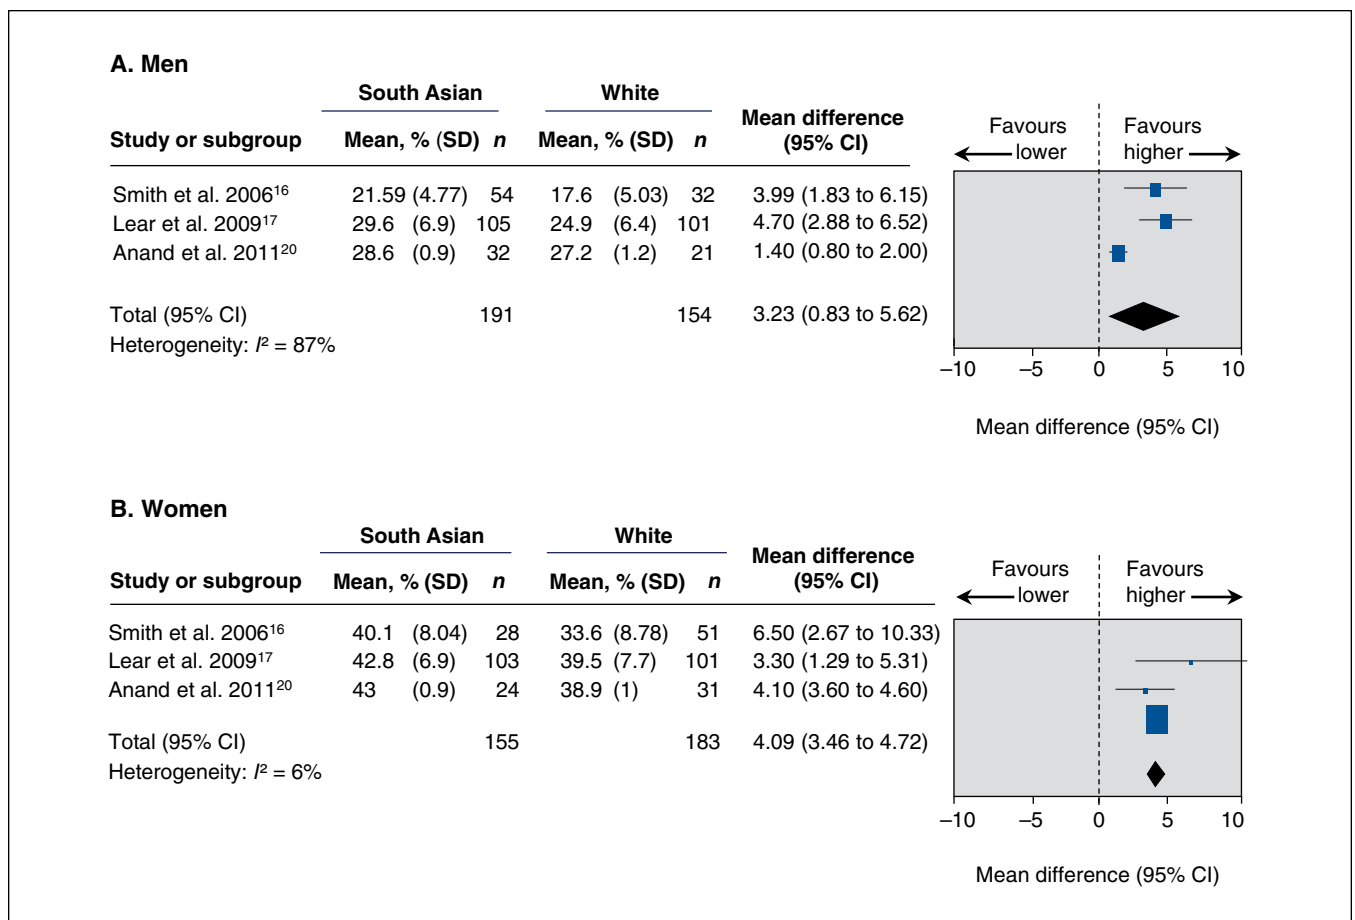 A. Men
South Asian White
Study or subgroup Mean, % (SD) n Mean, % (SD) n Mean difference (95% CI)
Favours lower Favours higher
Smith et al. 2006¹⁶ 21.59 (4.77) 54 17.6 (5.03) 32 3.99 (1.83 to 6.15)
Lear et al. 2009¹⁷ 29.6 (6.9) 105 24.9 (6.4) 101 4.70 (2.88 to 6.52)
Anand et al. 2011²⁰ 28.6 (0.9) 32 27.2 (1.2) 21 1.40 (0.80 to 2.00)
Total (95% CI) 191 154 3.23 (0.83 to 5.62)
Heterogeneity: I² = 87%
–10 –5 0 5 10
Mean difference (95% CI)
B. Women
South Asian White
Study or subgroup Mean, % (SD) n Mean, % (SD) n Mean difference (95% CI)
Favours lower Favours higher
Smith et al. 2006¹⁶ 40.1 (8.04) 28 33.6 (8.78) 51 6.50 (2.67 to 10.33)
Lear et al. 2009¹⁷ 42.8 (6.9) 103 39.5 (7.7) 101 3.30 (1.29 to 5.31)
Anand et al. 2011²⁰ 43 (0.9) 24 38.9 (1) 31 4.10 (3.60 to 4.60)
Total (95% CI) 155 183 4.09 (3.46 to 4.72)
Heterogeneity: I² = 6%
–10 –5 0 5 10
Mean difference (95% CI)